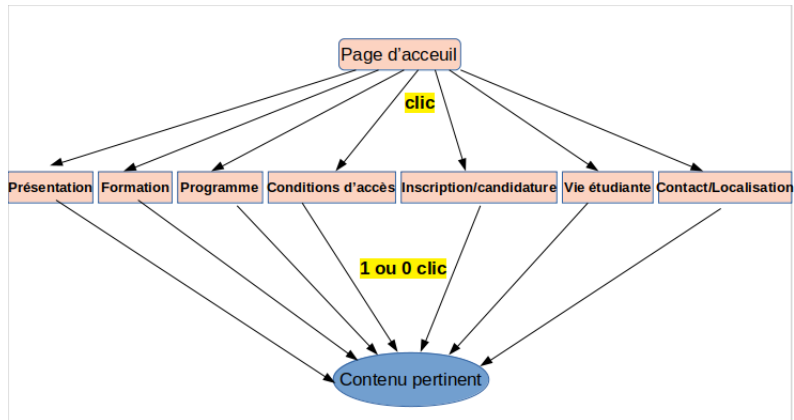 Page d’acceuil
clic
Présentation
Formation
Programme
Conditions d’accès
Inscription/candidature
Vie étudiante
Contact/Localisation
1 ou 0 clic
Contenu pertinent